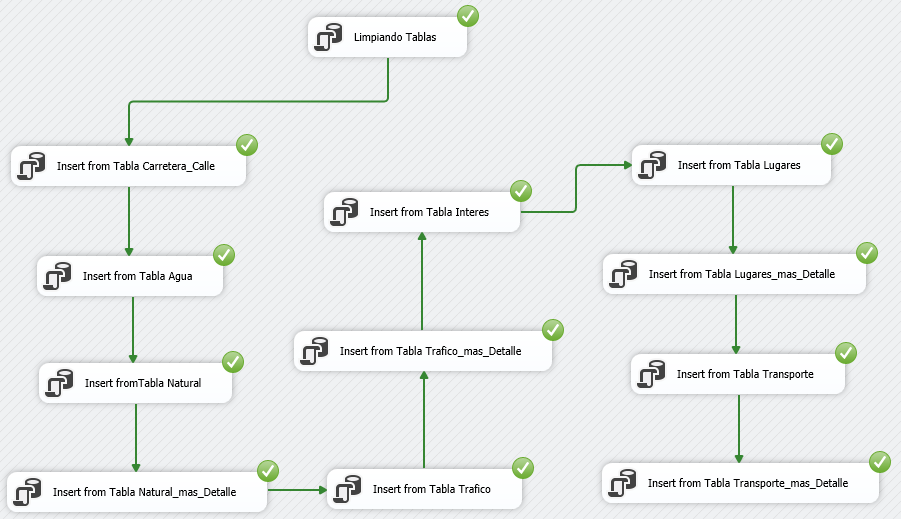 Limpiando Tablas
Insert from Tabla Carretera_Calle
Insert from Tabla Agua
Insert fromTabla Natural
Insert from Tabla Natural_mas_Detalle
Insert from Tabla Trafico
Insert from Tabla Trafico_mas_Detalle
Insert from Tabla Interes
Insert from Tabla Lugares
Insert from Tabla Lugares_mas_Detalle
Insert from Tabla Transporte
Insert from Tabla Transporte_mas_Detalle